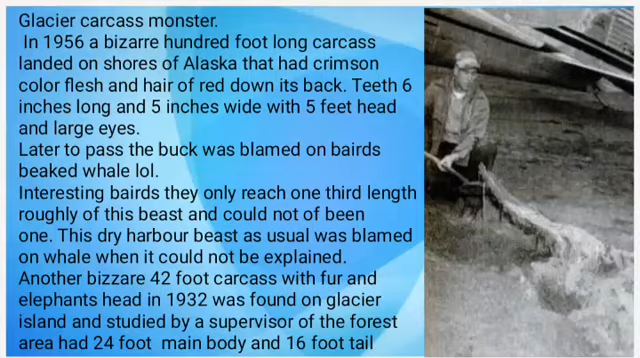 Glacier carcass monster.
In 1956 a bizarre hundred foot long carcass
landed on shores of Alaska that had crimson
color flesh and hair of red down its back. Teeth 6
inches long and 5 inches wide with 5 feet head
and large eyes.
Later to pass the buck was blamed on bairds
beaked whale lol.
Interesting bairds they only reach one third length
roughly of this beast and could not of been
one. This dry harbour beast as usual was blamed
on whale when it could not be explained.
Another bizzare 42 foot carcass with fur and
elephants head in 1932 was found on glacier
island and studied by a supervisor of the forest
area had 24 foot  main body and 16 foot tail